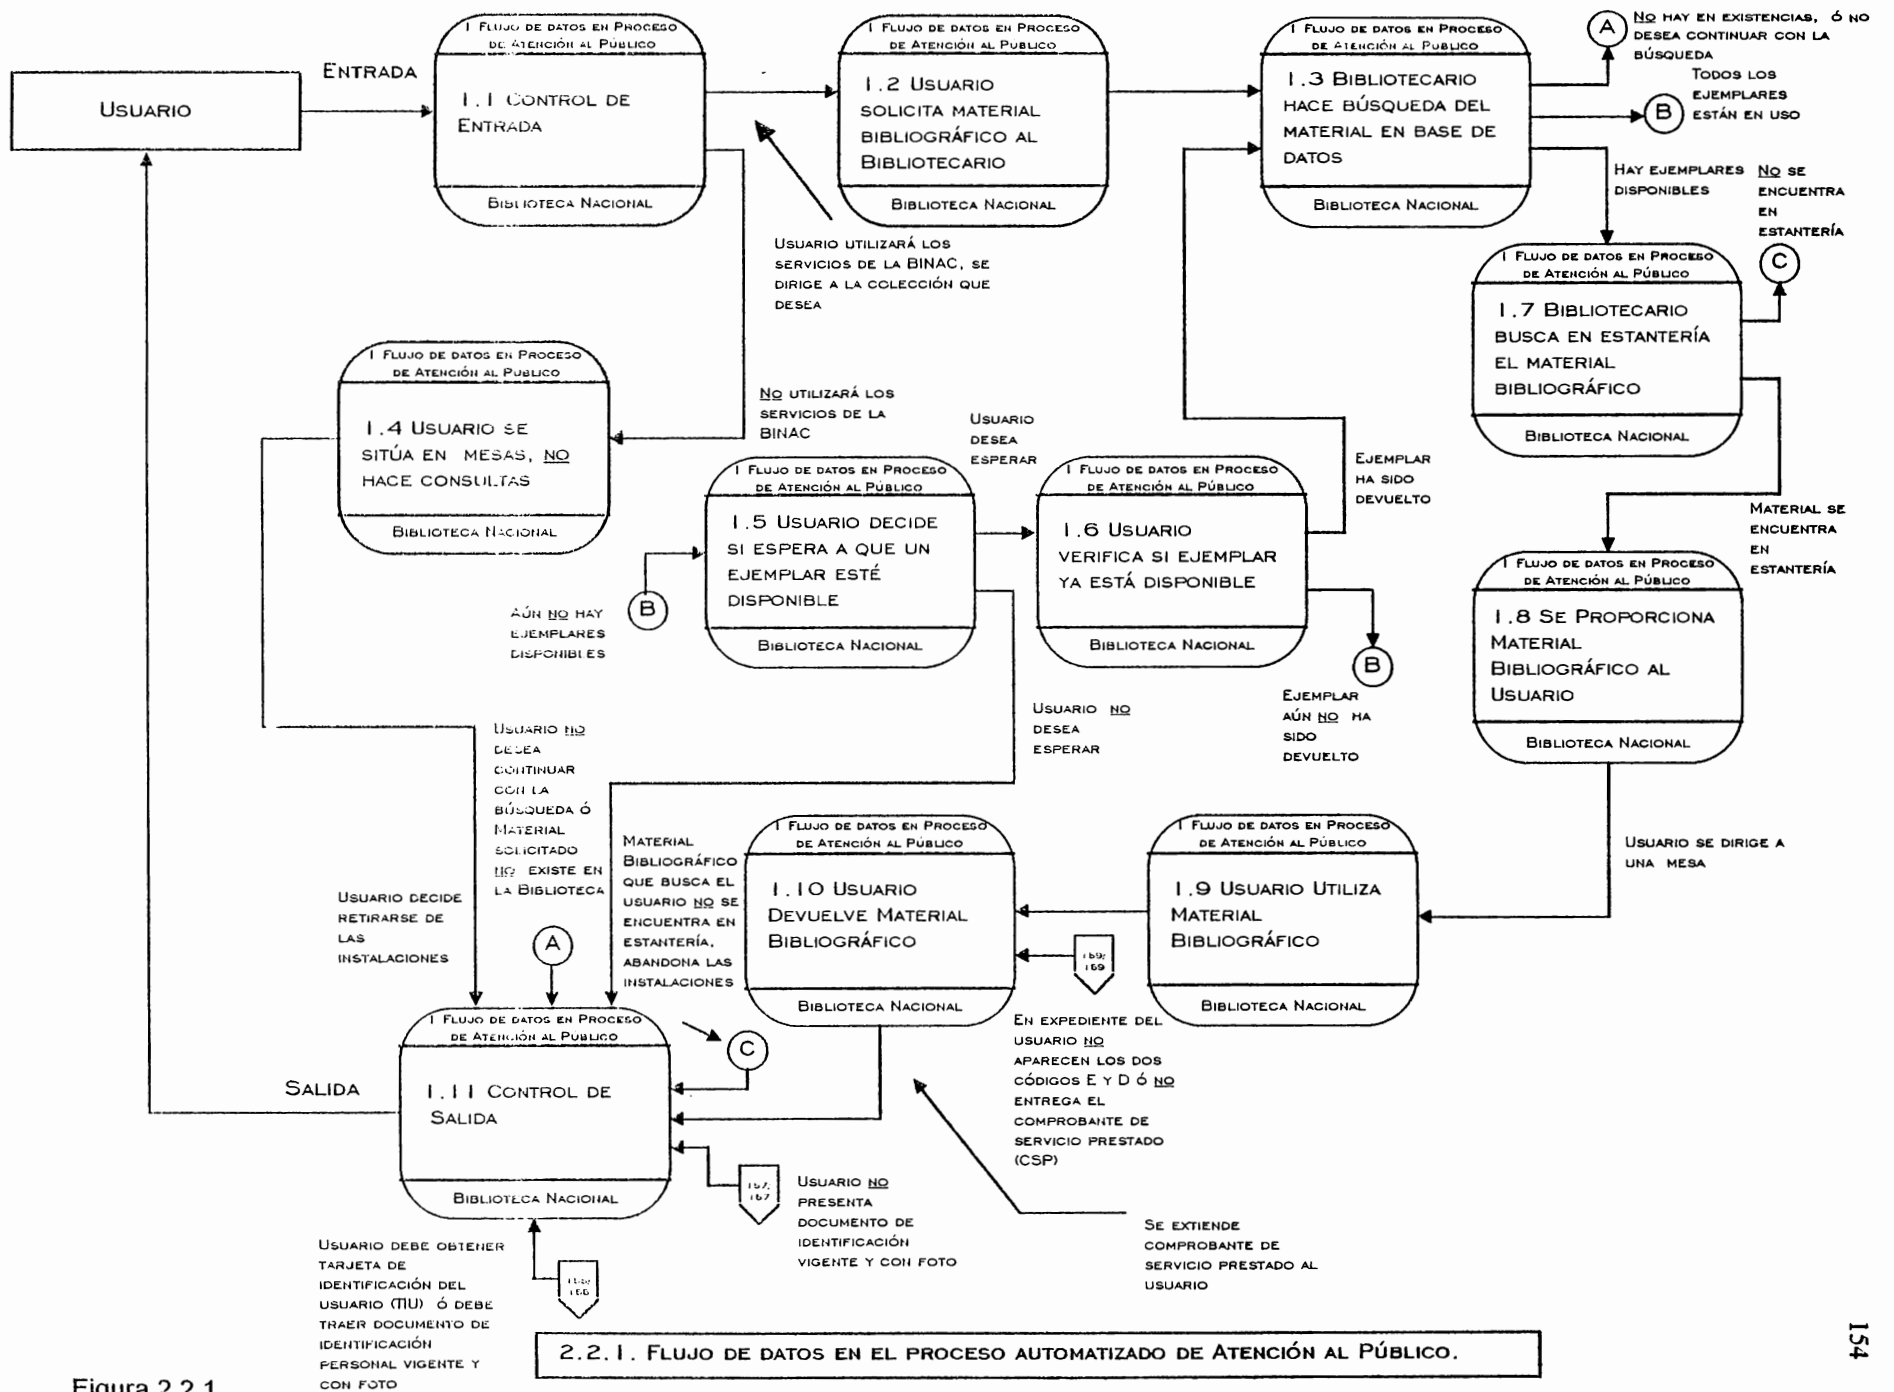 USUARIO
ENTRADA
1 FLUJO DE DATOS EN PROCESO
DE ATENCIÓN AL PÚBLICO
1.1 CONTROL DE
ENTRADA
BIBLIOTECA NACIONAL
1 FLUJO DE DATOS EN PROCESO
DE ATENCIÓN AL PUBLICO
1.2 USUARIO
SOLICITA MATERIAL
BIBLIOGRÁFICO AL
BIBLIOTECARIO
BIBLIOTECA NACIONAL
1 FLUJO DE DATOS EN PROCESO
DE ATENCIÓN AL PUBLICO
1.3 BIBLIOTECARIO
HACE BÚSQUEDA DEL
MATERIAL EN BASE DE
DATOS
BIBLIOTECA NACIONAL
A
NO HAY EN EXISTENCIAS, Ó NO
DESEA CONTINUAR CON LA
BÚSQUEDA
B
TODOS LOS
EJEMPLARES
ESTÁN EN USO
HAY EJEMPLARES
DISPONIBLES
NO SE
ENCUENTRA
EN
ESTANTERÍA
C
USUARIO UTILIZARÁ LOS
SERVICIOS DE LA BINAC, SE
DIRIGE A LA COLECCIÓN QUE
DESEA
1 FLUJO DE DATOS EN PROCESO
DE ATENCIÓN AL PÚBLICO
1.7 BIBLIOTECARIO
BUSCA EN ESTANTERÍA
EL MATERIAL
BIBLIOGRÁFICO
BIBLIOTECA NACIONAL
1 FLUJO DE DATOS EN PROCESO
DE ATENCIÓN AL PUBLICO
1.4 USUARIO SE
SITÚA EN MESAS, NO
HACE CONSULTAS
BIBLIOTECA NACIONAL
NO UTILIZARÁ LOS
SERVICIOS DE LA
BINAC
USUARIO
DESEA
ESPERAR
1 FLUJO DE DATOS EN PROCESO
DE ATENCIÓN AL PÚBLICO
1.5 USUARIO DECIDE
SI ESPERA A QUE UN
EJEMPLAR ESTÉ
DISPONIBLE
BIBLIOTECA NACIONAL
1 FLUJO DE DATOS EN PROCESO
DE ATENCIÓN AL PÚBLICO
1.6 USUARIO
VERIFICA SI EJEMPLAR
YA ESTÁ DISPONIBLE
BIBLIOTECA NACIONAL
EJEMPLAR
HA SIDO
DEVUELTO
MATERIAL SE
ENCUENTRA
EN
ESTANTERÍA
AÚN NO HAY
EJEMPLARES
DISPONIBLES
B
B
EJEMPLAR
AÚN NO HA
SIDO
DEVUELTO
1 FLUJO DE DATOS EN PROCESO
DE ATENCIÓN AL PÚBLICO
1.8 SE PROPORCIONA
MATERIAL
BIBLIOGRÁFICO AL
USUARIO
BIBLIOTECA NACIONAL
USUARIO NO
DESEA
ESPERAR
USUARIO NO
DESEA
CONTINUAR
CON LA
BÚSQUEDA Ó
MATERIAL
SOLICITADO
NO EXISTE EN
LA BIBLIOTECA
MATERIAL
BIBLIOGRÁFICO
QUE BUSCA EL
USUARIO NO SE
ENCUENTRA EN
ESTANTERÍA,
ABANDONA LAS
INSTALACIONES
USUARIO DECIDE
RETIRARSE DE
LAS
INSTALACIONES
A
1 FLUJO DE DATOS EN PROCESO
DE ATENCIÓN AL PÚBLICO
1.10 USUARIO
DEVUELVE MATERIAL
BIBLIOGRÁFICO
BIBLIOTECA NACIONAL
1 FLUJO DE DATOS EN PROCESO
DE ATENCIÓN AL PÚBLICO
1.9 USUARIO UTILIZA
MATERIAL
BIBLIOGRÁFICO
BIBLIOTECA NACIONAL
USUARIO SE DIRIGE A
UNA MESA
EN EXPEDIENTE DEL
USUARIO NO
APARECEN LOS DOS
CÓDIGOS E Y D Ó NO
ENTREGA EL
COMPROBANTE DE
SERVICIO PRESTADO
(CSP)
C
1 FLUJO DE DATOS EN PROCESO
DE ATENCIÓN AL PÚBLICO
1.11 CONTROL DE
SALIDA
BIBLIOTECA NACIONAL
SALIDA
USUARIO NO
PRESENTA
DOCUMENTO DE
IDENTIFICACIÓN
VIGENTE Y CON FOTO
SE EXTIENDE
COMPROBANTE DE
SERVICIO PRESTADO AL
USUARIO
USUARIO DEBE OBTENER
TARJETA DE
IDENTIFICACIÓN DEL
USUARIO (TIU) Ó DEBE
TRAER DOCUMENTO DE
IDENTIFICACIÓN
PERSONAL VIGENTE Y
CON FOTO
2.2.1. FLUJO DE DATOS EN EL PROCESO AUTOMATIZADO DE ATENCIÓN AL PÚBLICO.
154
Figura 2.2.1